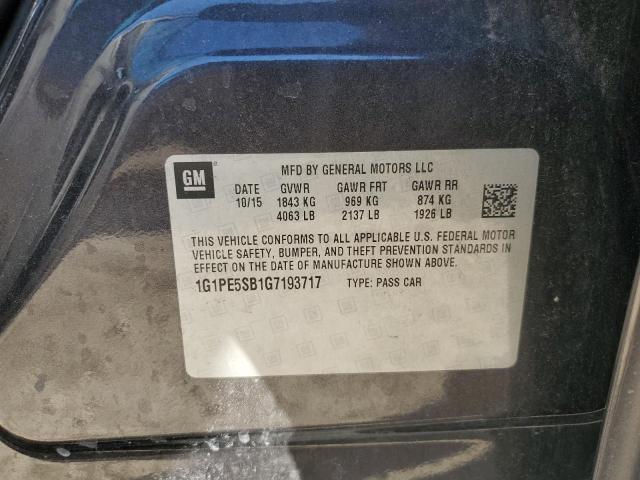 GM
MFD BY GENERAL MOTORS LLC
DATE GVWR GAWR FRT GAWR RR
10/15 1843 KG 969 KG 874 KG
4063 LB 2137 LB 1926 LB
THIS VEHICLE CONFORMS TO ALL APPLICABLE U.S. FEDERAL MOTOR
VEHICLE SAFETY, BUMPER, AND THEFT PREVENTION STANDARDS IN
EFFECT ON THE DATE OF MANUFACTURE SHOWN ABOVE.
1G1PE5SB1G7193717 TYPE: PASS CAR